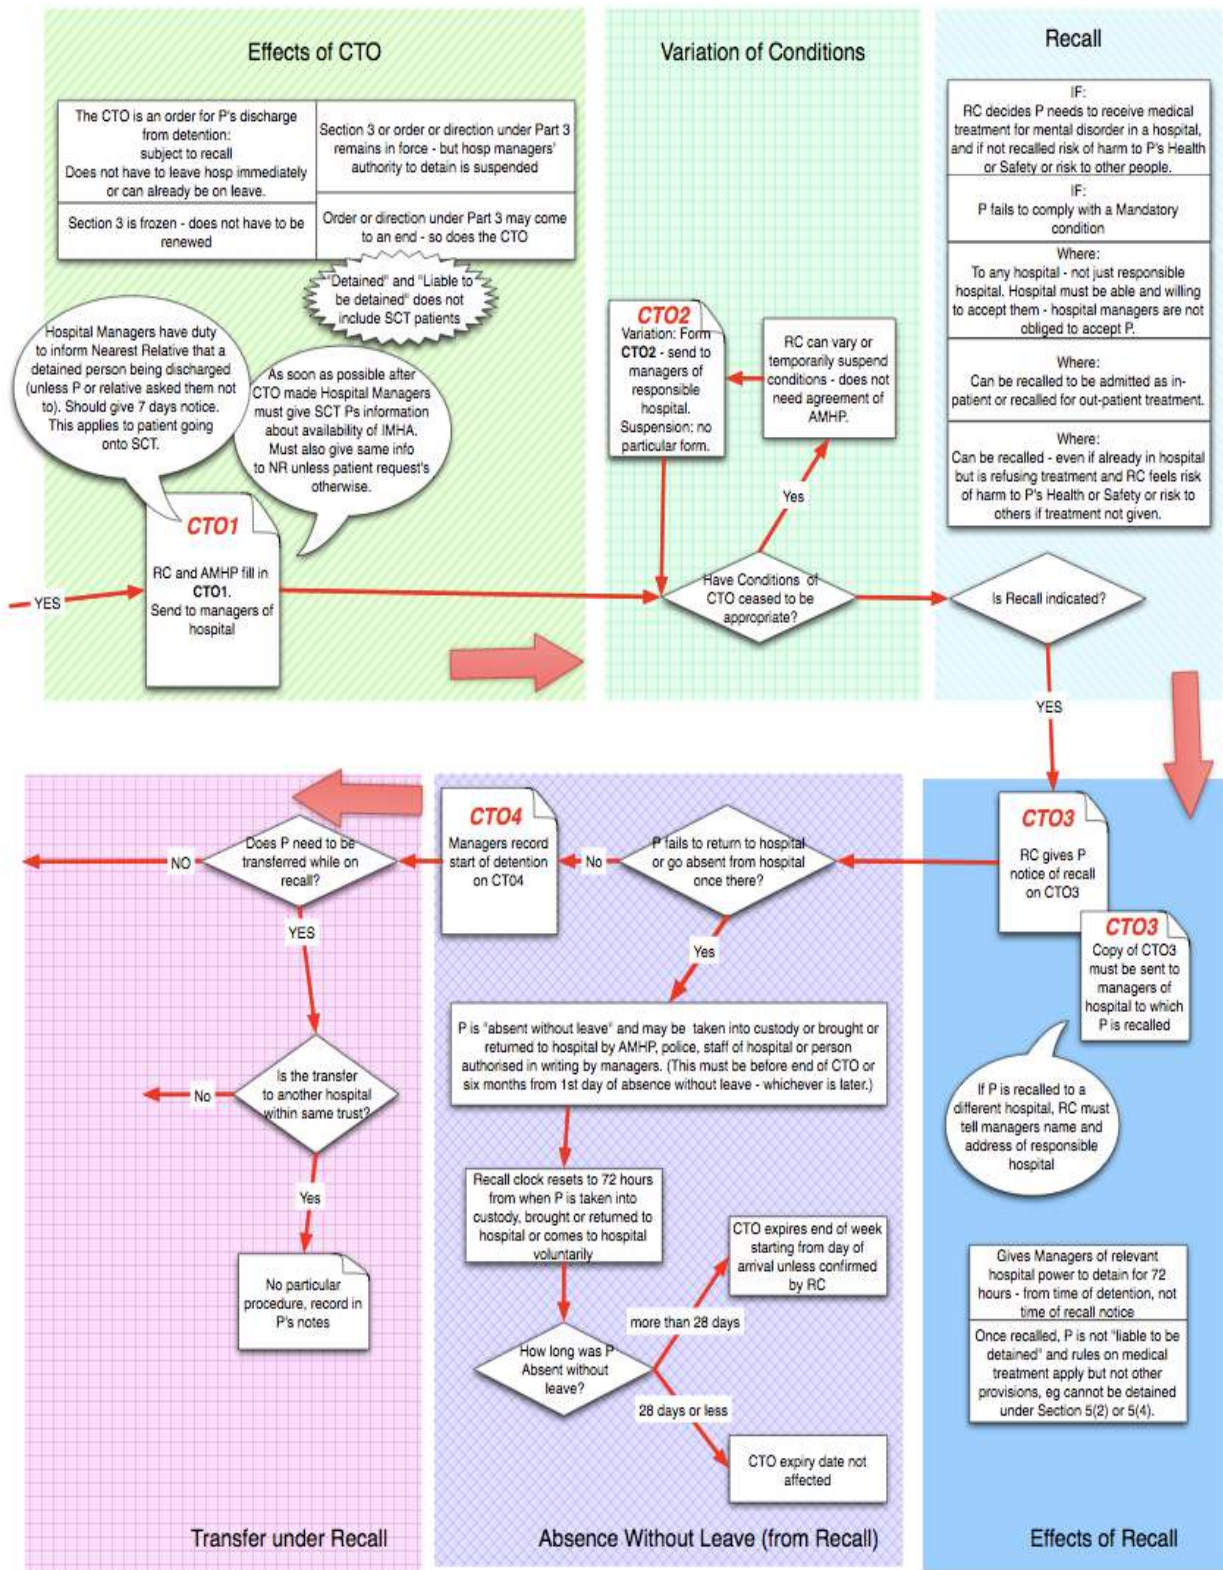 Effects of CTO
The CTO is an order for P's discharge
from detention:
subject to recall
Does not have to leave hosp immediately
or can already be on leave.
Section 3 or order or direction under Part 3
remains in force - but hosp managers'
authority to detain is suspended
Section 3 is frozen - does not have to be
renewed
Order or direction under Part 3 may come
to an end - so does the CTO
"Detained" and "Liable to
be detained" does not
include SCT patients
Hospital Managers have duty
to inform Nearest Relative that a
detained person being discharged
(unless P or relative asked them not
to). Should give 7 days notice.
This applies to patient going
onto SCT.
As soon as possible after
CTO made Hospital Managers
must give SCT Ps information
about availability of IMHA.
Must also give same info
to NR unless patient request's
otherwise.
YES
CTO1
RC and AMHP fill in
CTO1.
Send to managers of
hospital
Variation of Conditions
CTO2
Variation: Form
CTO2 - send to
managers of
responsible
hospital.
Suspension: no
particular form.
RC can vary or
temporarily suspend
conditions - does not
need agreement of
AMHP.
Yes
Have Conditions of
CTO ceased to be
appropriate?
Recall
IF:
RC decides P needs to receive medical
treatment for mental disorder in a hospital,
and if not recalled risk of harm to P's Health
or Safety or risk to other people.
IF:
P fails to comply with a Mandatory
condition
Where:
To any hospital - not just responsible
hospital. Hospital must be able and willing
to accept them - hospital managers are not
obliged to accept P.
Where:
Can be recalled to be admitted as in-
patient or recalled for out-patient treatment.
Where:
Can be recalled - even if already in hospital
but is refusing treatment and RC feels risk
of harm to P's Health or Safety or risk to
others if treatment not given.
Is Recall indicated?
YES
CTO3
RC gives P
notice of recall
on CTO3
CTO3
Copy of CTO3
must be sent to
managers of
hospital to which
P is recalled
If P is recalled to a
different hospital, RC must
tell managers name and
address of responsible
hospital
Gives Managers of relevant
hospital power to detain for 72
hours - from time of detention, not
time of recall notice
Once recalled, P is not "liable to be
detained" and rules on medical
treatment apply but not other
provisions, eg cannot be detained
under Section 5(2) or 5(4).
Effects of Recall
P fails to return to hospital
or go absent from hospital
once there?
No
CTO4
Managers record
start of detention
on CT04
Yes
P is "absent without leave" and may be  taken into custody or brought or
returned to hospital by AMHP, police, staff of hospital or person
authorised in writing by managers. (This must be before end of CTO or
six months from 1st day of absence without leave - whichever is later.)
Recall clock resets to 72 hours
from when P is taken into
custody, brought or returned to
hospital or comes to hospital
voluntarily
CTO expires end of week
starting from day of
arrival unless confirmed
by RC
more than 28 days
How long was P
Absent without
leave?
28 days or less
CTO expiry date not
affected
Absence Without Leave (from Recall)
Does P need to be
transferred while on
recall?
NO
YES
Is the transfer
to another hospital
within same trust?
No
Yes
No particular
procedure, record in
P's notes
Transfer under Recall